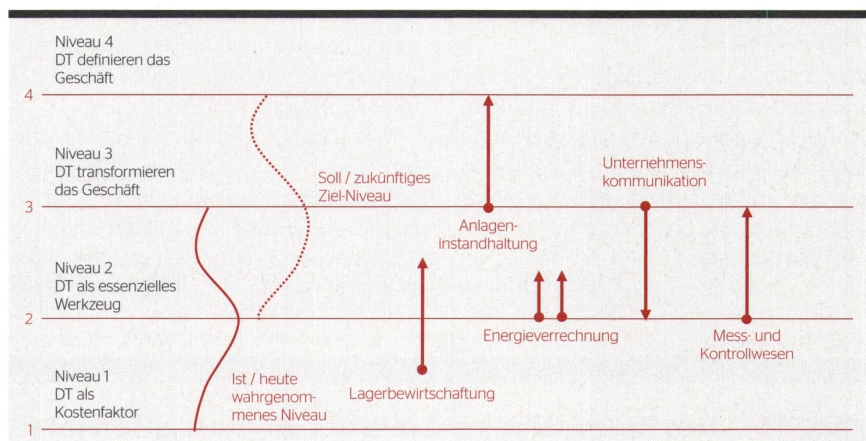 Niveau 4
DT definieren das
Geschäft
4
Niveau 3
DT transformieren
das Geschäft
Soll / zukünftiges
Ziel-Niveau
Unternehmens-
kommunikation
3
Anlagen-
instandhaltung
Niveau 2
DT als essenzielles
Werkzeug
2
Energieverrechnung
Mess- und
Kontrollwesen
Niveau 1
DT als
Kostenfaktor
Ist / heute
wahrgenom-
menes Niveau
Lagerbewirtschaftung
1